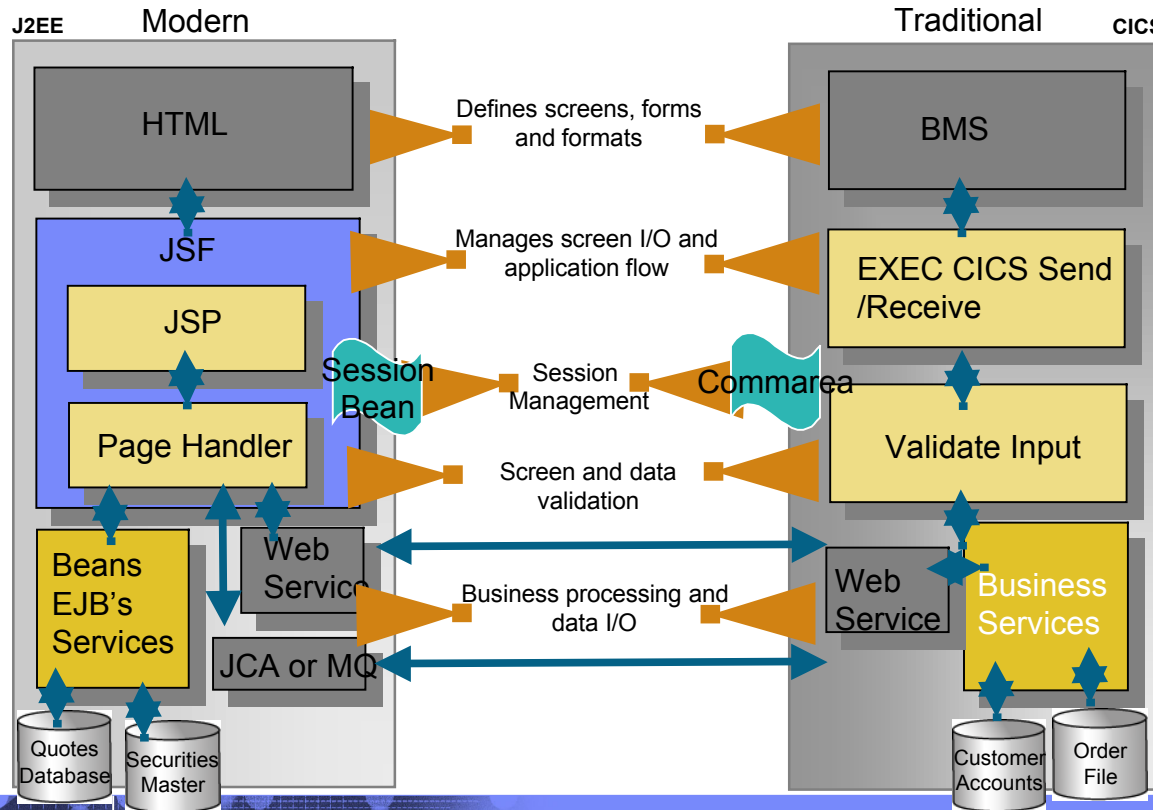 J2EE
Modern
Traditional
CICS
HTML
Defines screens, forms
and formats
BMS
JSF
Manages screen I/O and
application flow
EXEC CICS Send
/Receive
JSP
Session
Bean
Session
Management
Commarea
Page Handler
Screen and data
validation
Validate Input
Beans
EJB's
Services
Web
Service
Business processing and
data I/O
Web
Service
Business
Services
JCA or MQ
Quotes
Database
Securities
Master
Customer
Accounts
Order
File